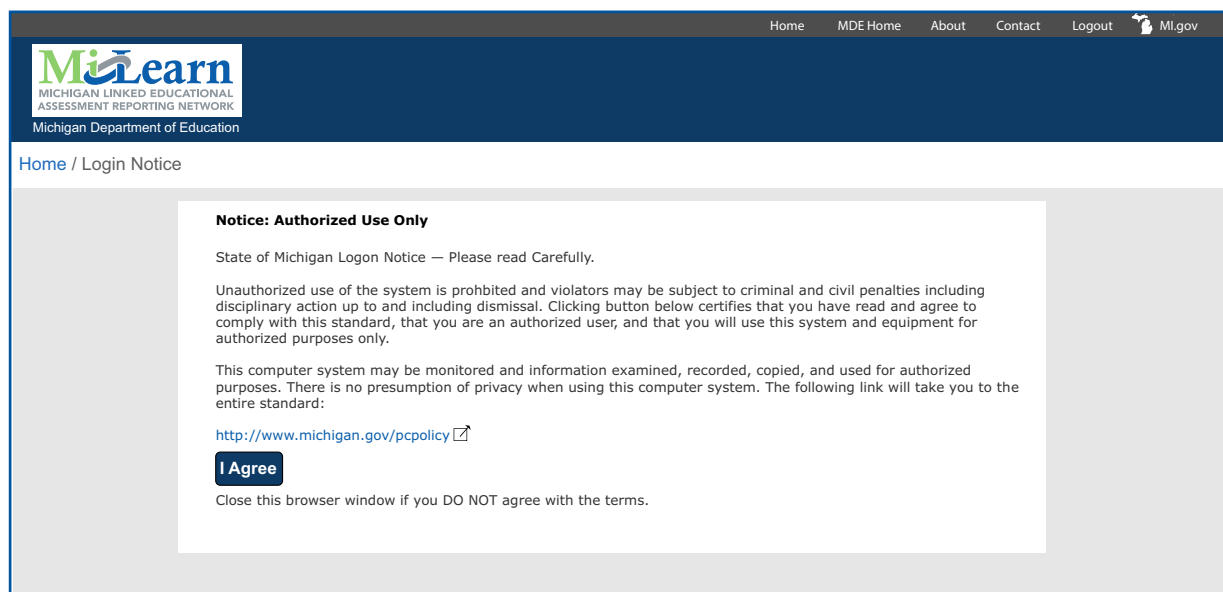 Home MDE Home About Contact Logout MI.gov
MiLearn
MICHIGAN LINKED EDUCATIONAL
ASSESSMENT REPORTING NETWORK
Michigan Department of Education
Home / Login Notice
Notice: Authorized Use Only
State of Michigan Logon Notice — Please read Carefully.
Unauthorized use of the system is prohbited and violators may be subject to criminal and civil penalties including
disciplinary action up to and including dismissal. Clicking button below certifies that you have read and agree to
comply with this standard, that you are an authorized user, and that you will use this system and equipment for
authorized purposes only.
This computer system may be monitored and information examined, recorded, copied, and used for authorized
purposes. There is no presumption of privacy when using this computer system. The following link will take you to the
entire standard:
http://www.michigan.gov/pcpolicy
I Agree
Close this browser window if you DO NOT agree with the terms.